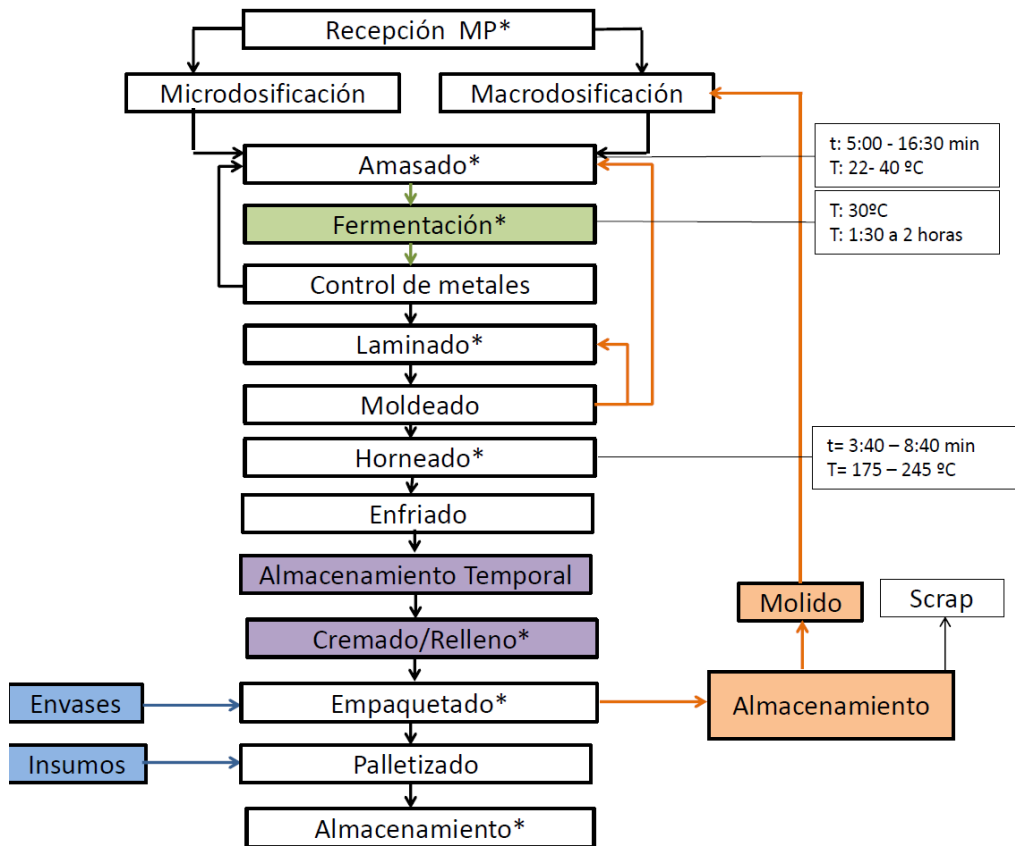 Recepción MP*
Microdosificación
Macrodosificación
Amasado*
t: 5:00 - 16:30 min
T: 22- 40 ºC
Fermentación*
T: 30ºC
T: 1:30 a 2 horas
Control de metales
Laminado*
Moldeado
Horneado*
t= 3:40 – 8:40 min
T= 175 – 245 ºC
Enfriado
Almacenamiento Temporal
Molido
Scrap
Cremado/Relleno*
Envases
Empaquetado*
Almacenamiento
Insumos
Palletizado
Almacenamiento*